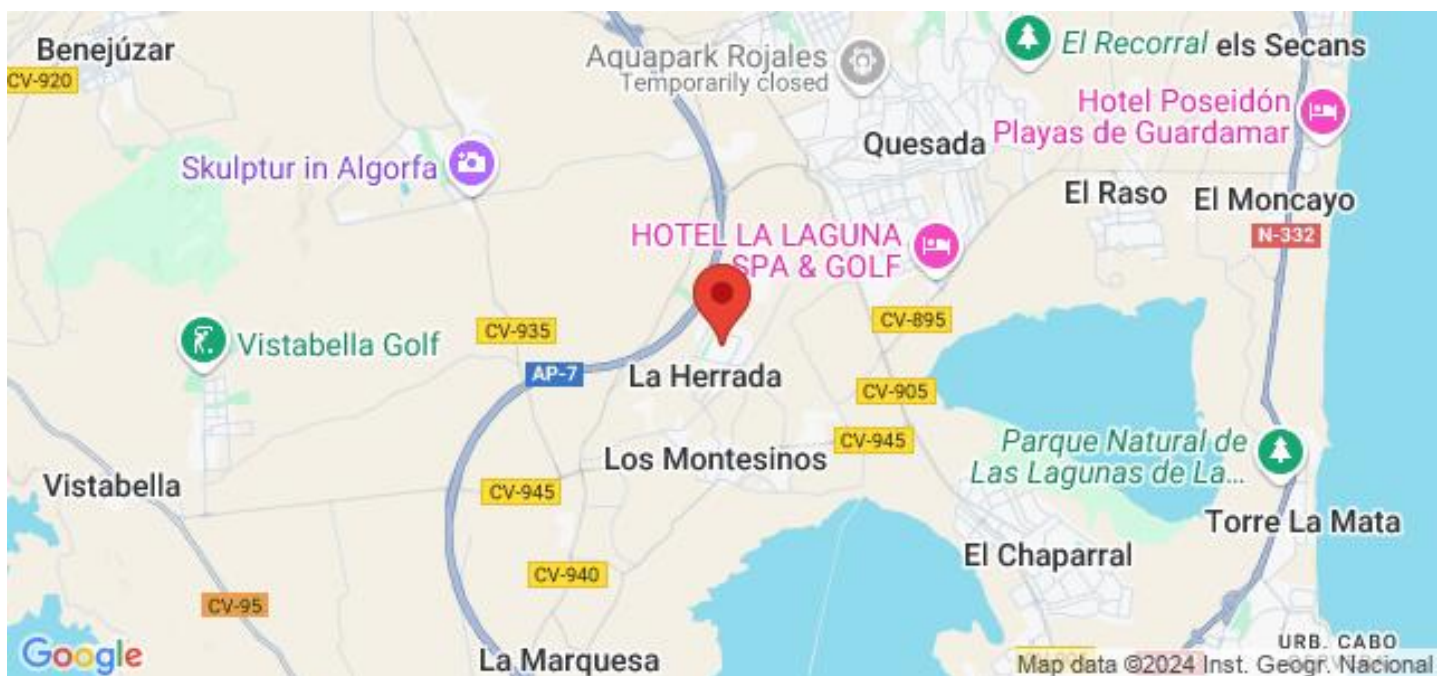 Benejúzar
CV-920
Aquapark Rojales
Temporarily closed
El Recorral
els Secans
Hotel Poseidón
Playas de Guardamar
Quesada
Skulptur in Algorfa
El Raso
El Moncayo
N-332
HOTEL LA LAGUNA
SPA & GOLF
CV-935
CV-895
Vistabella Golf
AP-7
La Herrada
CV-905
CV-945
Parque Natural de
Las Lagunas de La...
Los Montesinos
Vistabella
CV-945
Torre La Mata
El Chaparral
CV-940
CV-95
URB. CABO
Google
La Marquesa
Map data ©2024 Inst. Geogr. Nacional